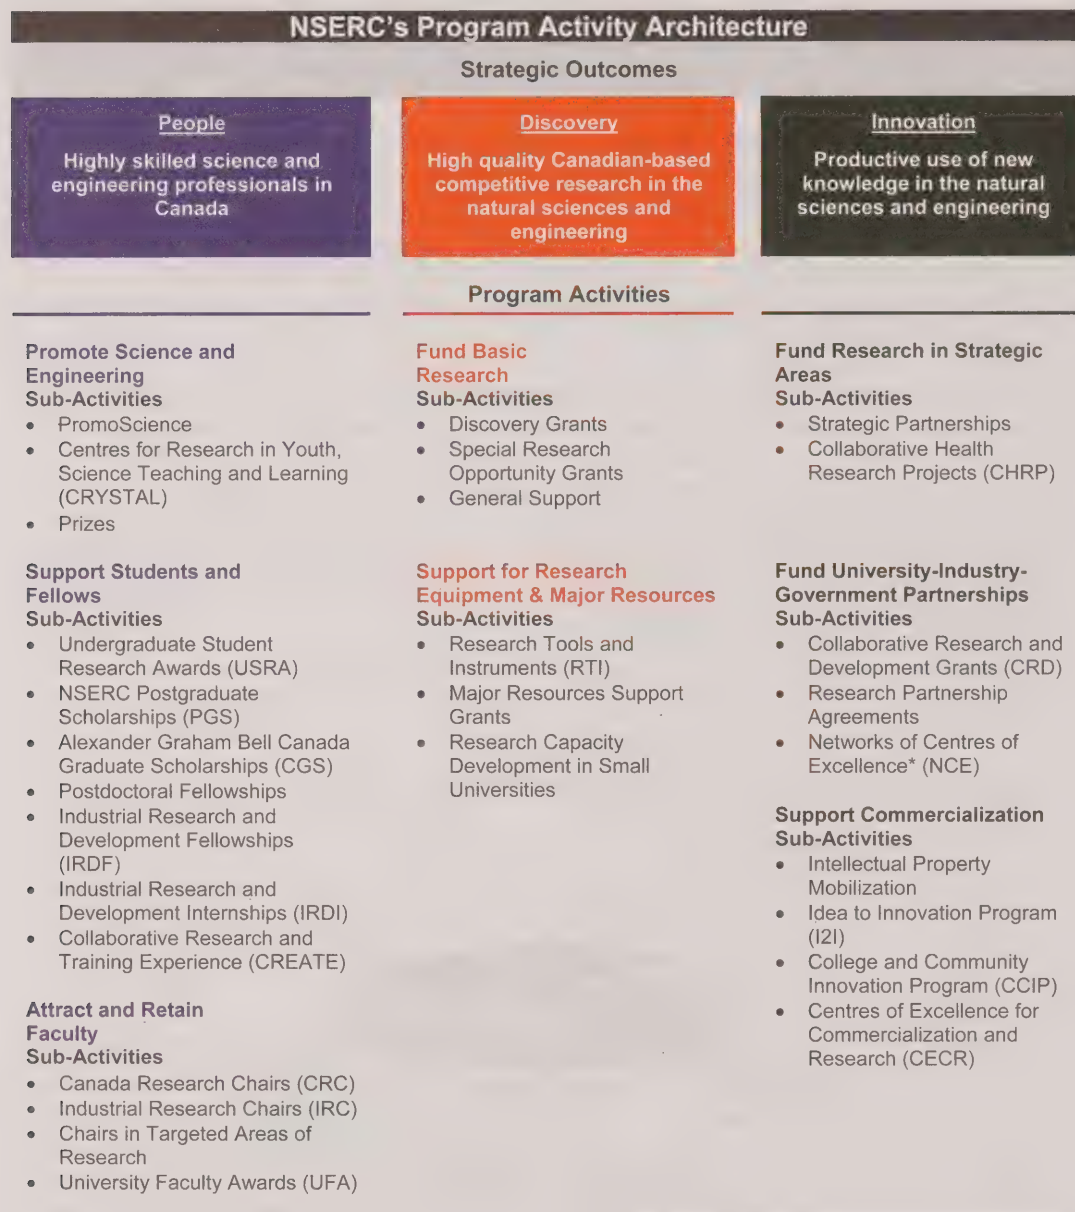 NSERC's Program Activity Architecture
Strategic Outcomes
People
Highly skilled science and
engineering professionals in
Canada
Discovery
High quality Canadian-based
competitive research in the
natural sciences and
engineering
Innovation
Productive use of new
knowledge in the natural
sciences and engineering
Program Activities
Promote Science and
Engineering
Sub-Activities
• PromoScience
• Centres for Research in Youth,
Science Teaching and Learning
(CRYSTAL)
• Prizes
Support Students and
Fellows
Sub-Activities
• Undergraduate Student
Research Awards (USRA)
• NSERC Postgraduate
Scholarships (PGS)
• Alexander Graham Bell Canada
Graduate Scholarships (CGS)
• Postdoctoral Fellowships
• Industrial Research and
Development Fellowships
(IRDF)
• Industrial Research and
Development Internships (IRDI)
• Collaborative Research and
Training Experience (CREATE)
Attract and Retain
Faculty
Sub-Activities
• Canada Research Chairs (CRC)
• Industrial Research Chairs (IRC)
• Chairs in Targeted Areas of
Research
• University Faculty Awards (UFA)
Fund Basic
Research
Sub-Activities
• Discovery Grants
• Special Research
Opportunity Grants
• General Support
Support for Research
Equipment & Major Resources
Sub-Activities
• Research Tools and
Instruments (RTI)
• Major Resources Support
Grants
• Research Capacity
Development in Small
Universities
Fund Research in Strategic
Areas
Sub-Activities
• Strategic Partnerships
• Collaborative Health
Research Projects (CHRP)
Fund University-Industry-
Government Partnerships
Sub-Activities
• Collaborative Research and
Development Grants (CRD)
• Research Partnership
Agreements
• Networks of Centres of
Excellence* (NCE)
Support Commercialization
Sub-Activities
• Intellectual Property
Mobilization
• Idea to Innovation Program
(I2I)
• College and Community
Innovation Program (CCIP)
• Centres of Excellence for
Commercialization and
Research (CECR)